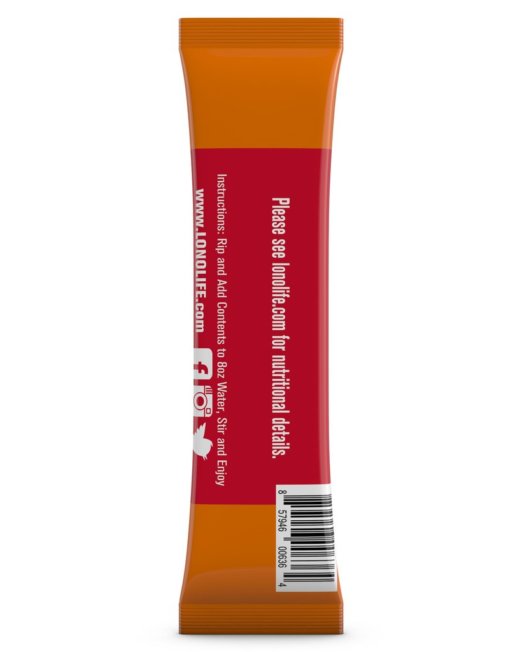 Please see lonolife.com for nutritional details.
Instructions: Rip and Add Contents to 8oz Water, Stir and Enjoy
www.LONOLIFE.com
8 57946 00636 4